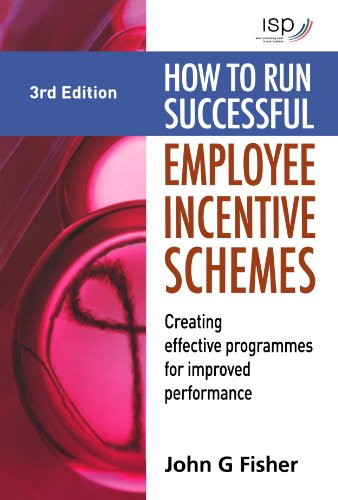 isp
3rd Edition
HOW TO RUN
SUCCESSFUL
EMPLOYEE
INCENTIVE
SCHEMES
Creating
effective programmes
for improved
performance
John G Fisher